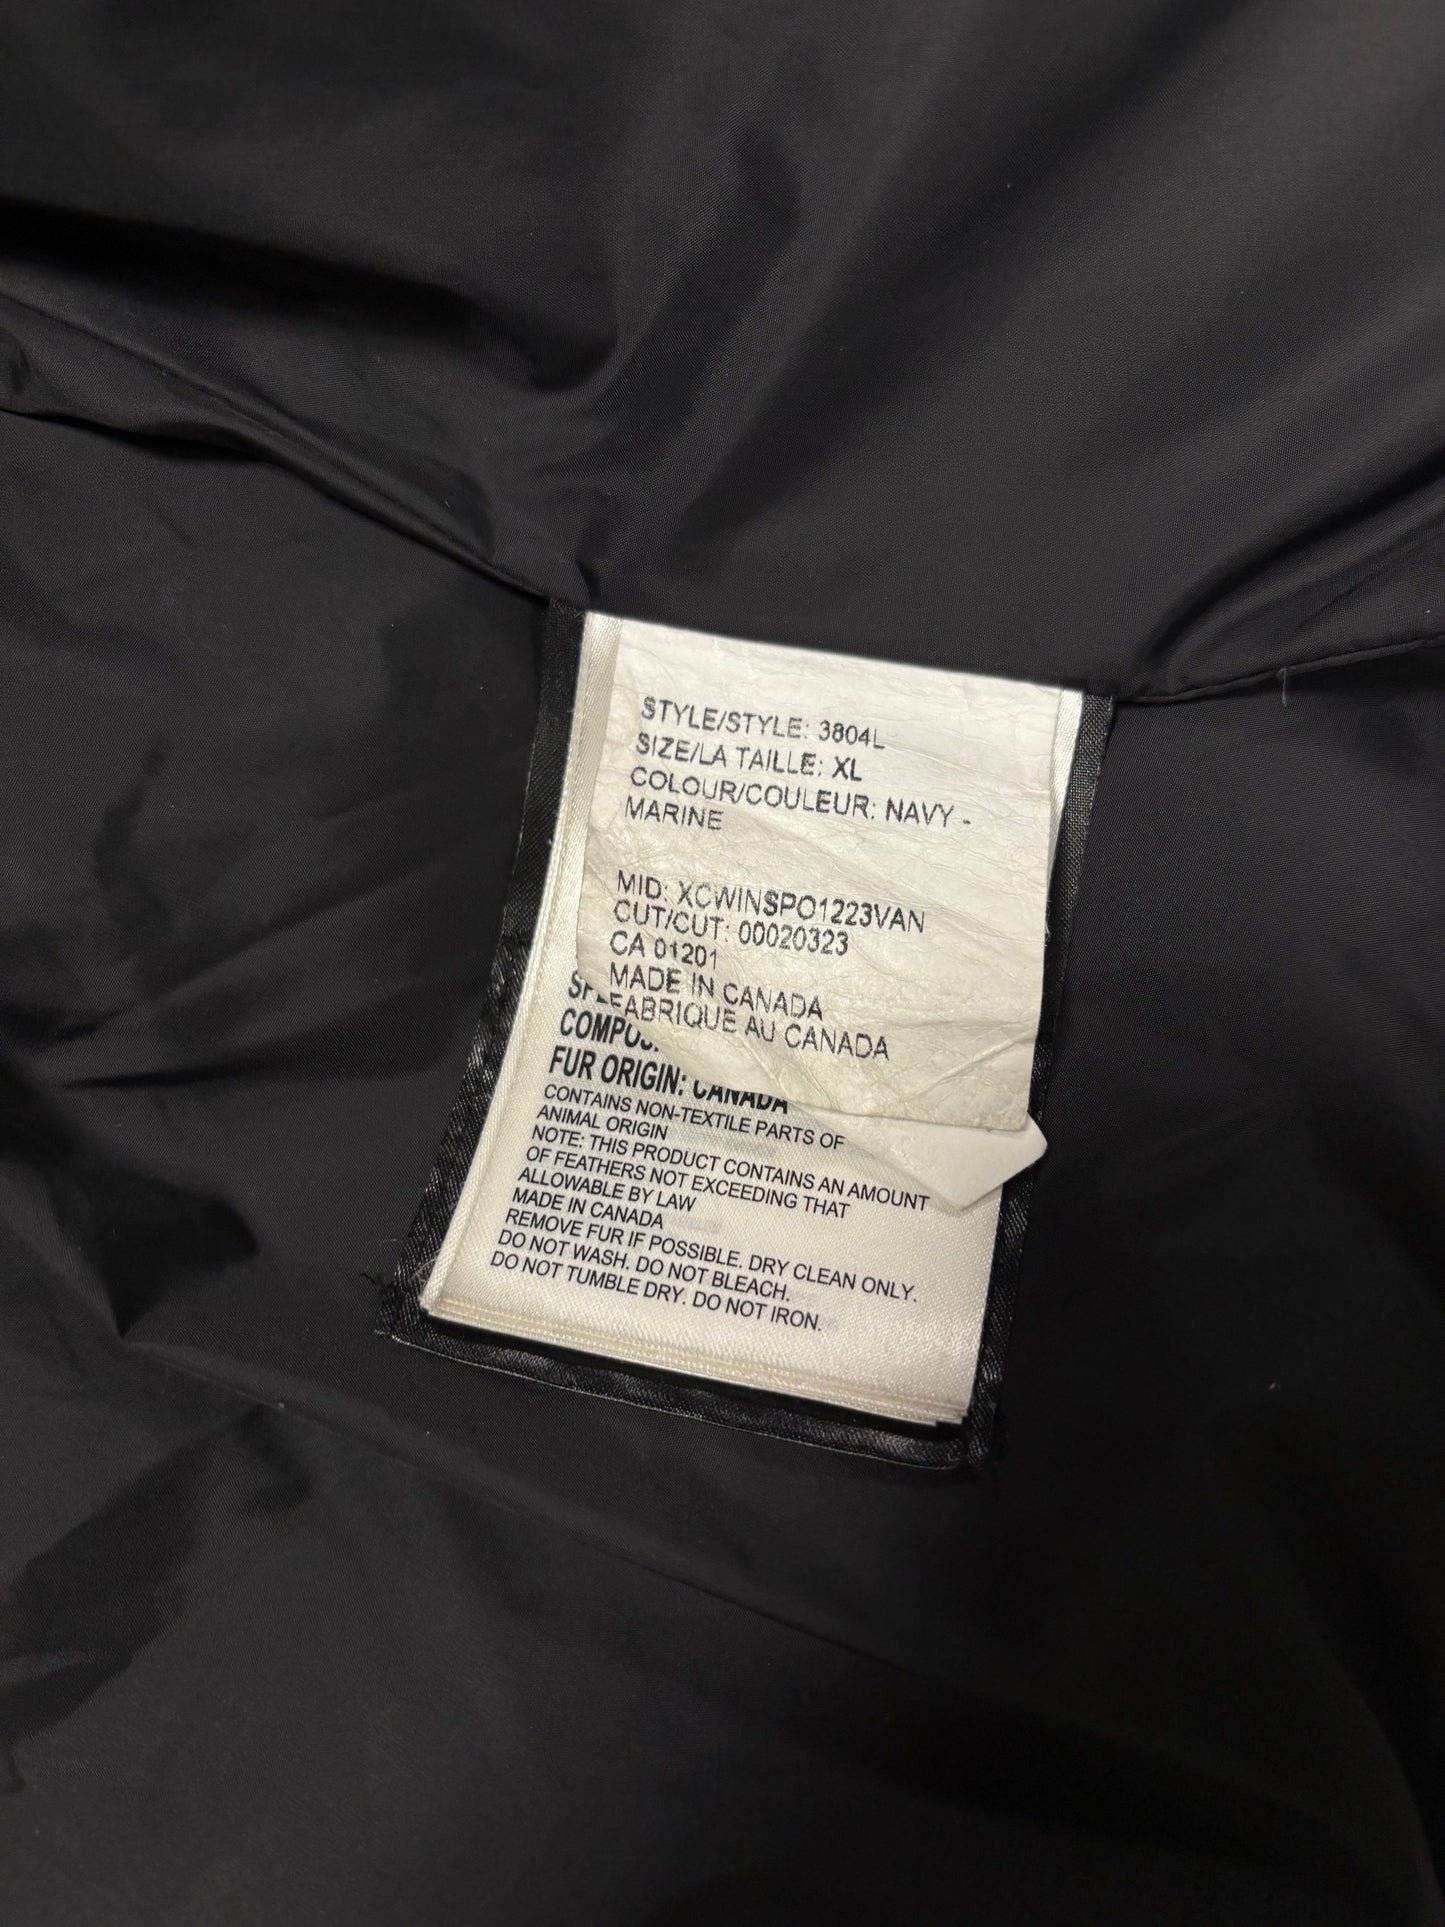 STYLE/STYLE: 3804L
SIZE/LA TAILLE: XL
COLOUR/COULEUR: NAVY -
MARINE
MID: XCWINSPO1223VAN
CUT/CUT: 00020323
CA 01201
MADE IN CANADA
FABRIQUE AU CANADA
FUR ORIGIN: CANADA
CONTAINS NON-TEXTILE PARTS OF
ANIMAL ORIGIN
NOTE: THIS PRODUCT CONTAINS AN AMOUNT
OF FEATHERS NOT EXCEEDING THAT
ALLOWABLE BY LAW
MADE IN CANADA
REMOVE FUR IF POSSIBLE. DRY CLEAN ONLY.
DO NOT WASH. DO NOT BLEACH.
DO NOT TUMBLE DRY. DO NOT IRON.